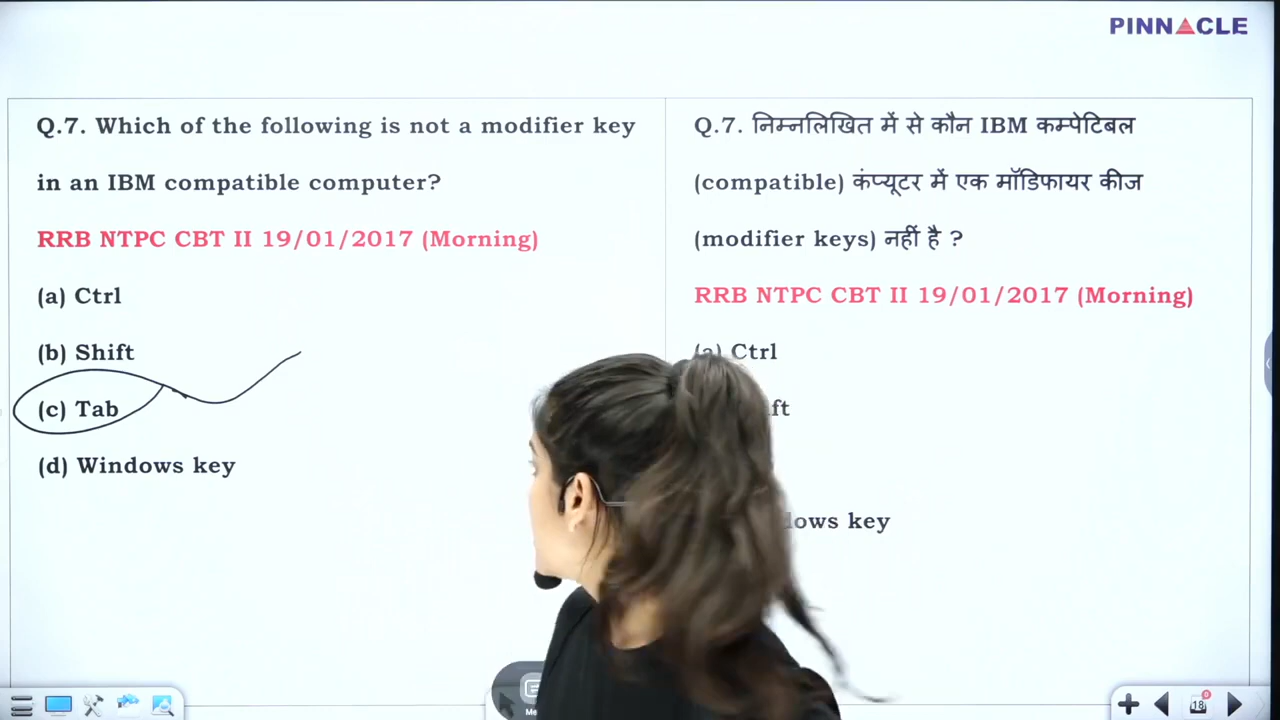 PINNACLE
Q.7. Which of the following is not a modifier key
in an IBM compatible computer?
RRB NTPC CBT II 19/01/2017 (Morning)
(a) Ctrl
(b) Shift
(c) Tab
(d) Windows key
Q.7. निम्नलिखित में से कौन IBM कम्पेटिबल
(compatible) कंप्यूटर में एक मॉडिफायर कीज
(modifier keys) नहीं है ?
RRB NTPC CBT II 19/01/2017 (Morning)
(a) Ctrl
key
18